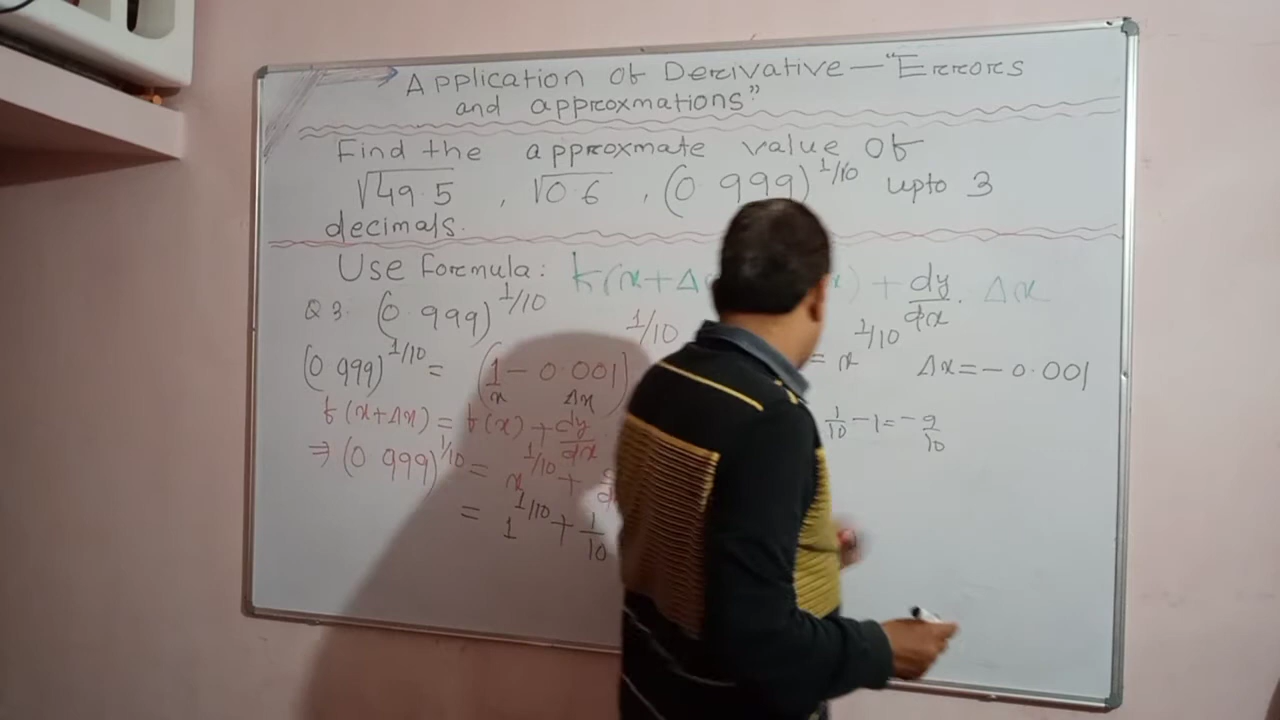 Application of Derivative — "Errors
and approxmations"
Find the approxmate value of
√49.5 , √0.6 , (0.999)^1/10 upto 3
decimals.
Use Formula: f(x+Δ x) + dy/dx . Δx
Q 3. (0.999)^1/10
(0.999)^1/10 = (1 - 0.001)^1/10 = x^1/10 Δx = -0.001
x Δx
f(x+Δx) = f(x) + dy/dx
1/10 - 1 = -9/10
⇒ (0.999)^1/10 = x^1/10 +
= 1^1/10 + 1/10